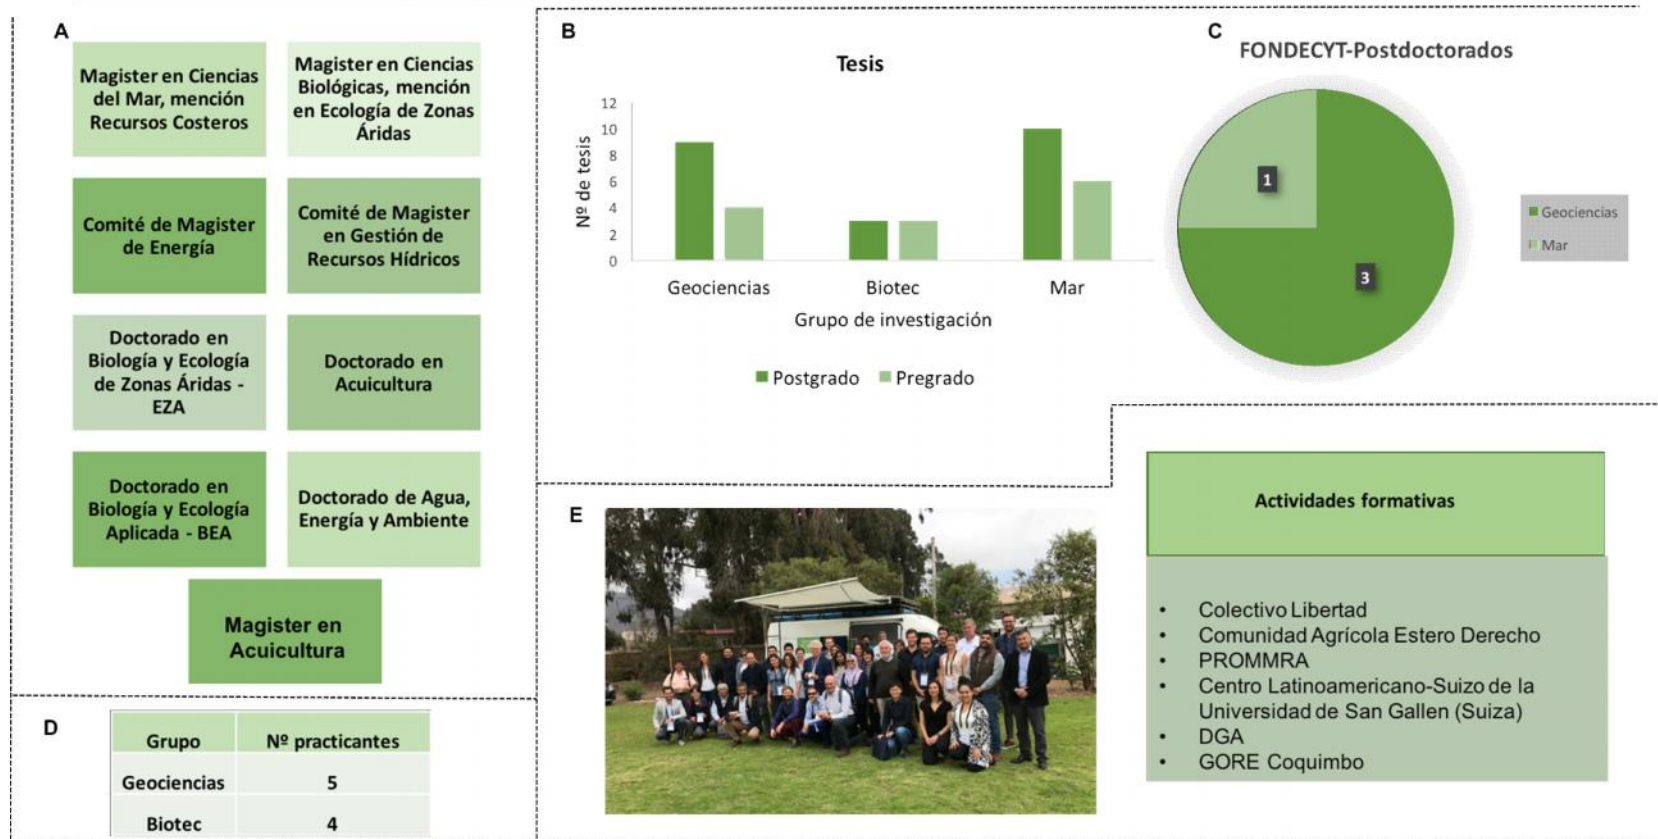 A
Magister en Ciencias
del Mar, mención
Recursos Costeros
Magister en Ciencias
Biológicas, mención
en Ecología de Zonas
Áridas
Comité de Magister
de Energía
Comité de Magister
en Gestión de
Recursos Hídricos
Doctorado en
Biología y Ecología
de Zonas Áridas -
EZA
Doctorado en
Acuicultura
Doctorado en
Biología y Ecología
Aplicada - BEA
Doctorado de Agua,
Energía y Ambiente
Magister en
Acuicultura
B
Tesis
Nº de tesis
12
10
8
6
4
2
0
Geociencias
Biotec
Mar
Grupo de investigación
Postgrado
Pregrado
C
FONDECYT-Postdoctorados
1
3
Geociencias
Mar
D
Grupo
Nº practicantes
Geociencias
5
Biotec
4
E
Actividades formativas
• Colectivo Libertad
• Comunidad Agrícola Estero Derecho
• PROMMRA
• Centro Latinoamericano-Suizo de la
Universidad de San Gallen (Suiza)
• DGA
• GORE Coquimbo